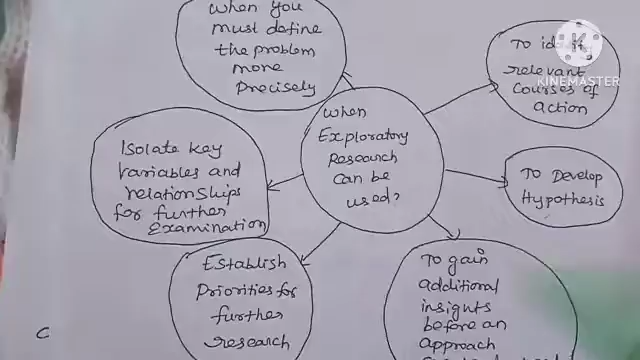 When you
must define
the problem
more
Precisely
To
relevant
Courses of
action
KINEMASTER
When
Exploratory
Research
Can be
used?
Isolate key
variables and
relationships
for further
Examination
To Develop
Hypothesis
Establish
Priorities for
further
research
To gain
additional
insights
before an
approach
C